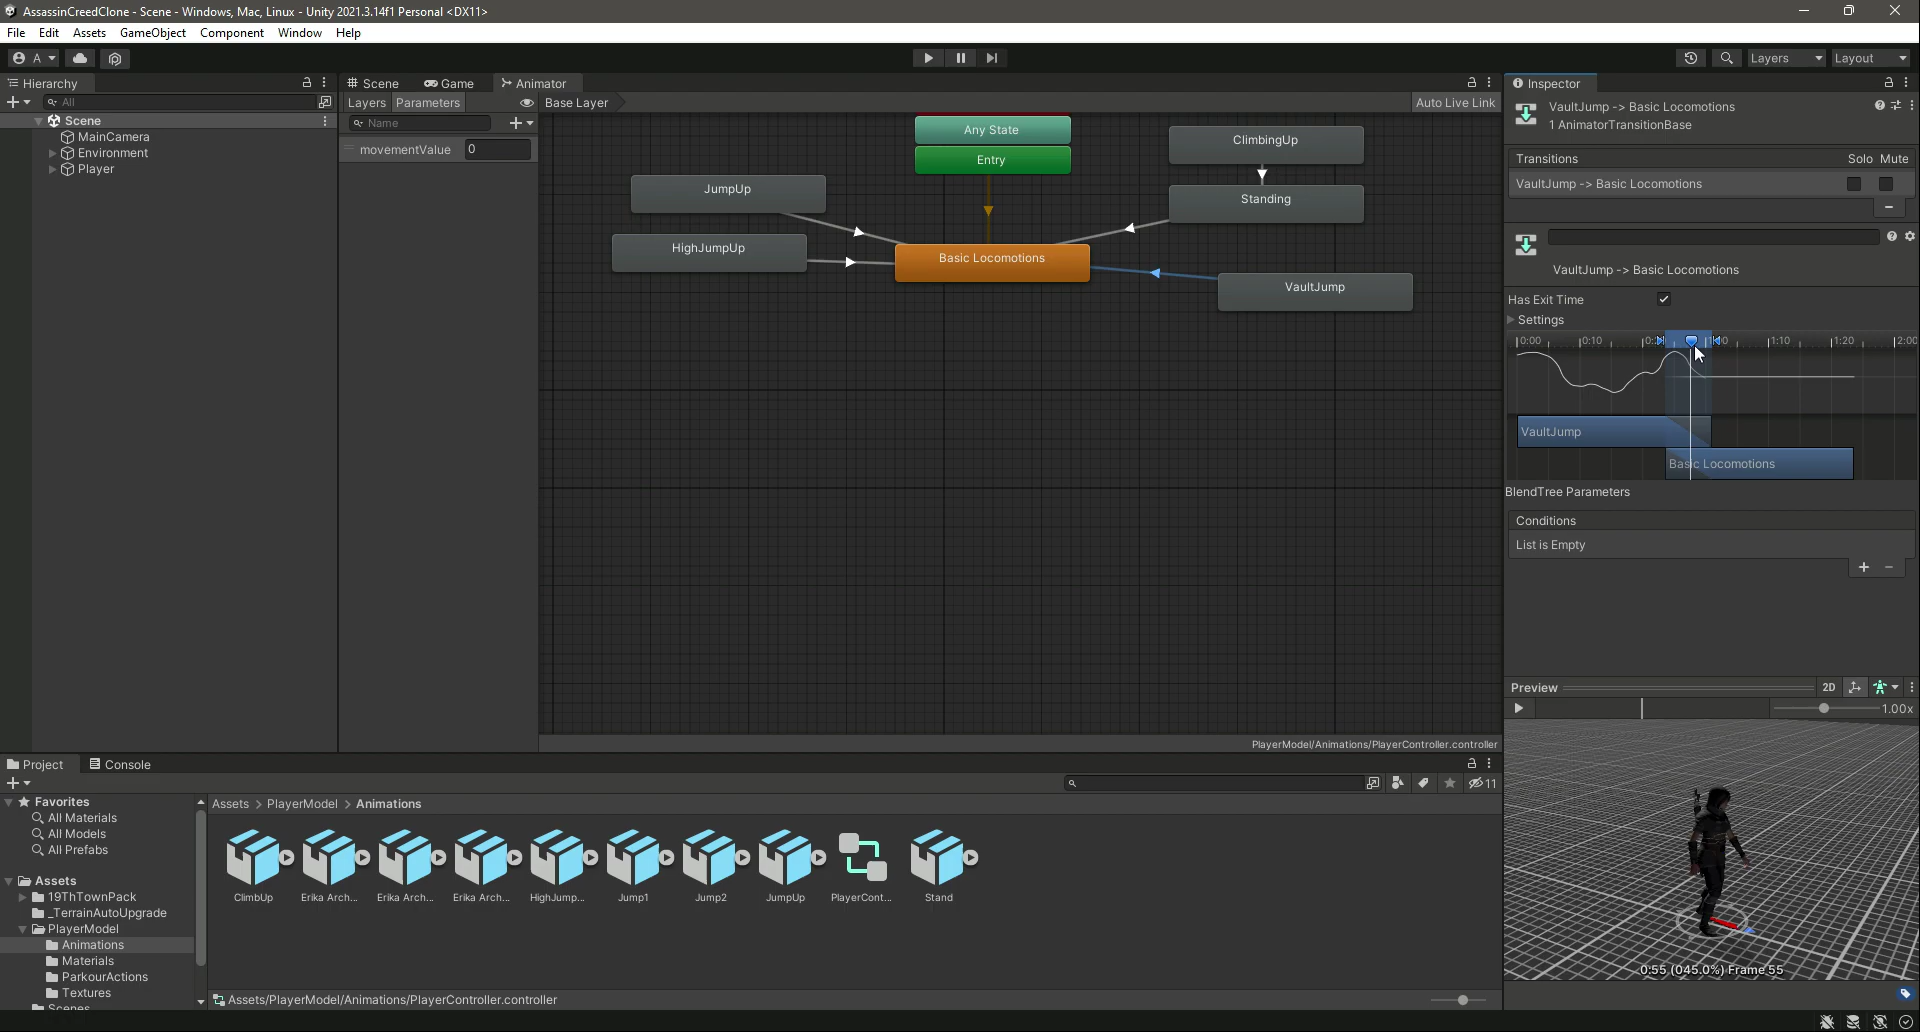 AssassinCreedClone - Scene - Windows, Mac, Linux - Unity 2021.3.14f1 Personal <DX11>
File Edit Assets GameObject Component Window Help
A
Layers
Layout
Hierarchy
All
Scene
MainCamera
Environment
Player
Scene Game Animator
Layers Parameters
Name
movementValue 0
Base Layer
Auto Live Link
Any State
Entry
ClimbingUp
JumpUp
Standing
HighJumpUp
Basic Locomotions
VaultJump
PlayerModel/Animations/PlayerController.controller
Inspector
VaultJump -> Basic Locomotions
1 AnimatorTransitionBase
Transitions Solo Mute
VaultJump -> Basic Locomotions
VaultJump -> Basic Locomotions
Has Exit Time
Settings
0:00 0:10 1:10 1:20 2:00
VaultJump
Basic Locomotions
BlendTree Parameters
Conditions
List is Empty
Preview 2D
1.00x
0:55 (045.0%) Frame 55
Project Console
11
Favorites
All Materials
All Models
All Prefabs
Assets
19ThTownPack
_TerrainAutoUpgrade
PlayerModel
Animations
Materials
ParkourActions
Textures
Scenes
Assets > PlayerModel > Animations
ClimbUp Erika Arch... Erika Arch... Erika Arch... HighJump... Jump1 Jump2 JumpUp PlayerCont... Stand
Assets/PlayerModel/Animations/PlayerController.controller